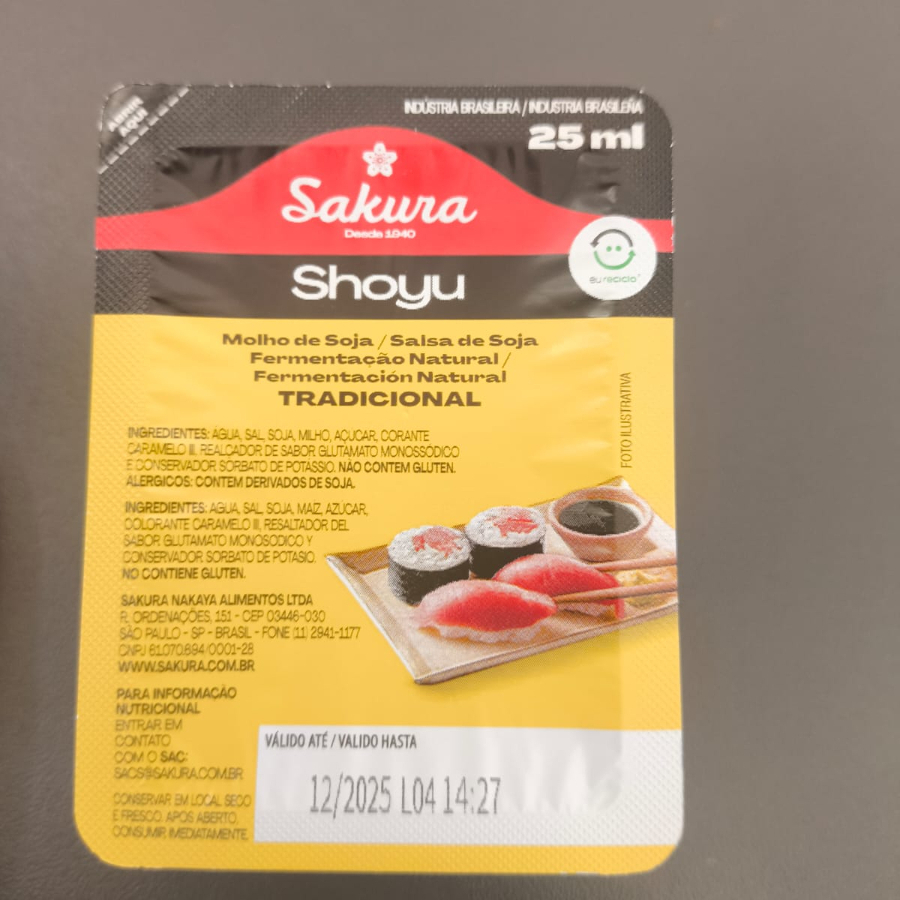 ABRIR
AQUI
INDÚSTRIA BRASILEIRA / INDUSTRIA BRASILEÑA
25 ml
Sakura
Desde 1940
eureciclo
Shoyu
Molho de Soja / Salsa de Soja
Fermentação Natural /
Fermentación Natural
TRADICIONAL
FOTO ILUSTRATIVA
INGREDIENTES: ÁGUA, SAL, SOJA, MILHO, AÇÚCAR, CORANTE
CARAMELO III, REALÇADOR DE SABOR GLUTAMATO MONOSSÓDICO
E CONSERVADOR SORBATO DE POTÁSSIO. NÃO CONTÉM GLÚTEN.
ALÉRGICOS: CONTÉM DERIVADOS DE SOJA.
INGREDIENTES: AGUA, SAL, SOJA, MAÍZ, AZÚCAR,
COLORANTE CARAMELO III, RESALTADOR DEL
SABOR GLUTAMATO MONOSODICO Y
CONSERVADOR SORBATO DE POTASIO.
NO CONTIENE GLUTEN.
SAKURA NAKAYA ALIMENTOS LTDA
R. ORDENAÇÕES, 151 - CEP 03446-030
SÃO PAULO - SP - BRASIL - FONE (11) 2941-1177
CNPJ 61.070.894/0001-28
WWW.SAKURA.COM.BR
PARA INFORMAÇÃO
NUTRICIONAL
ENTRAR EM
CONTATO
COM O SAC:
SACS@SAKURA.COM.BR
CONSERVAR EM LOCAL SECO
E FRESCO. APÓS ABERTO,
CONSUMIR IMEDIATAMENTE.
VÁLIDO ATÉ / VALIDO HASTA
12/2025 L04 14:27